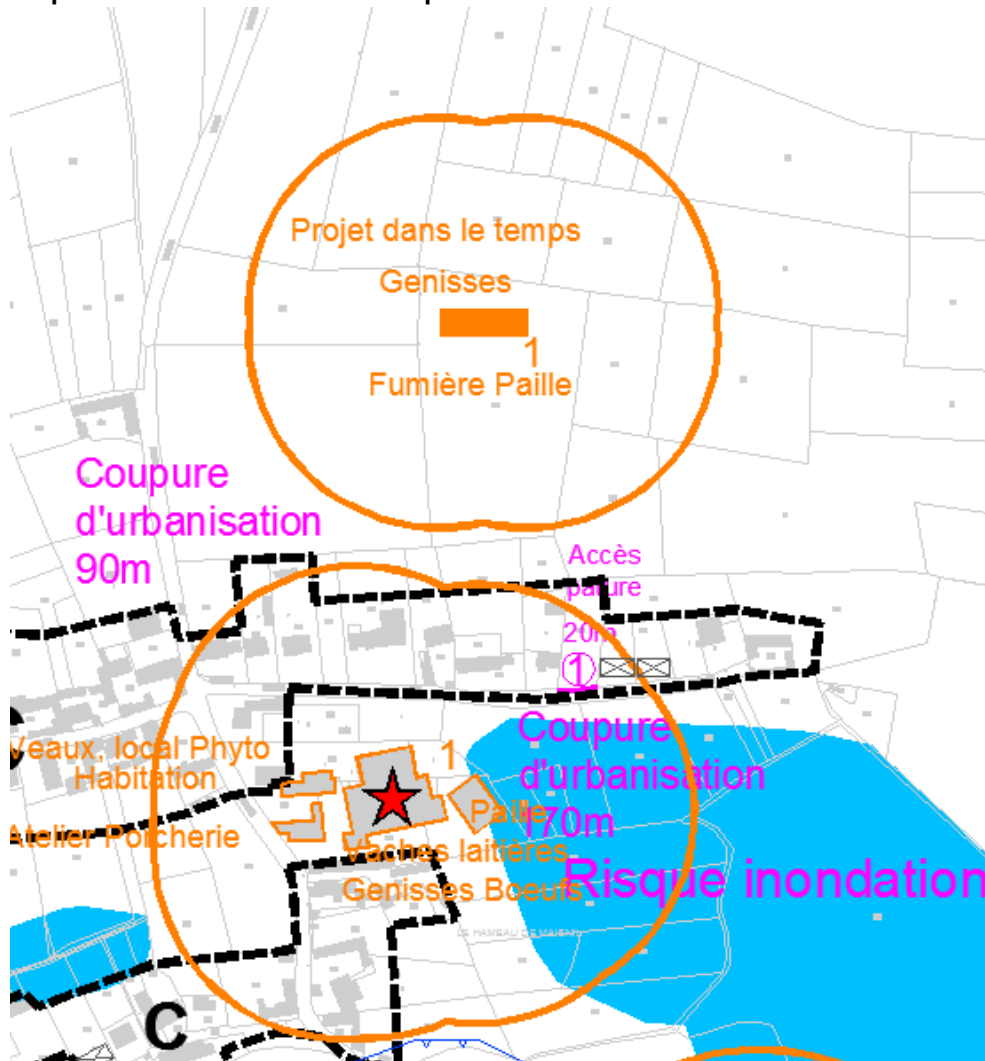 Projet dans le temps
Genisses
1
Fumière Paille
Coupure
d'urbanisation
90m
Accès
pature
20m
1
Coupure
d'urbanisation
170m
Veaux, local Phyto
Habitation
1
Paille
Atelier Porcherie
Vaches laitières
Genisses Boeufs
Risque inondation
C